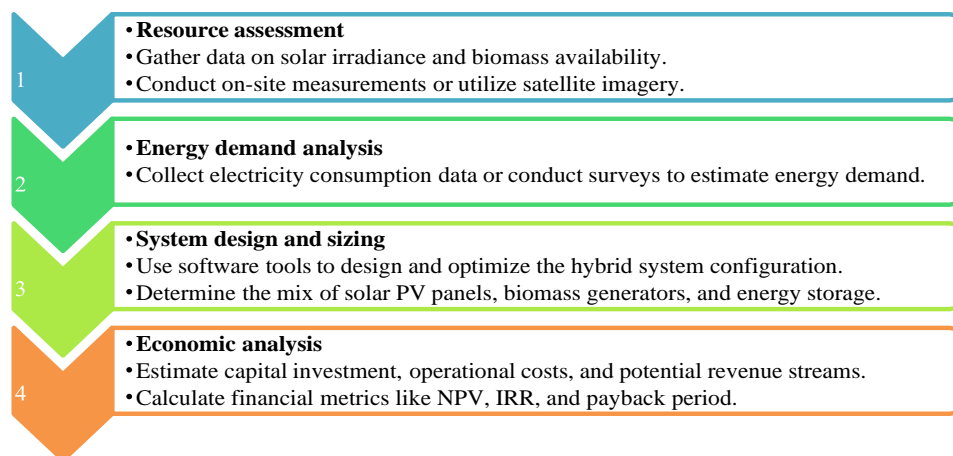 1
• Resource assessment
• Gather data on solar irradiance and biomass availability.
• Conduct on-site measurements or utilize satellite imagery.
2
• Energy demand analysis
• Collect electricity consumption data or conduct surveys to estimate energy demand.
3
• System design and sizing
• Use software tools to design and optimize the hybrid system configuration.
• Determine the mix of solar PV panels, biomass generators, and energy storage.
4
• Economic analysis
• Estimate capital investment, operational costs, and potential revenue streams.
• Calculate financial metrics like NPV, IRR, and payback period.